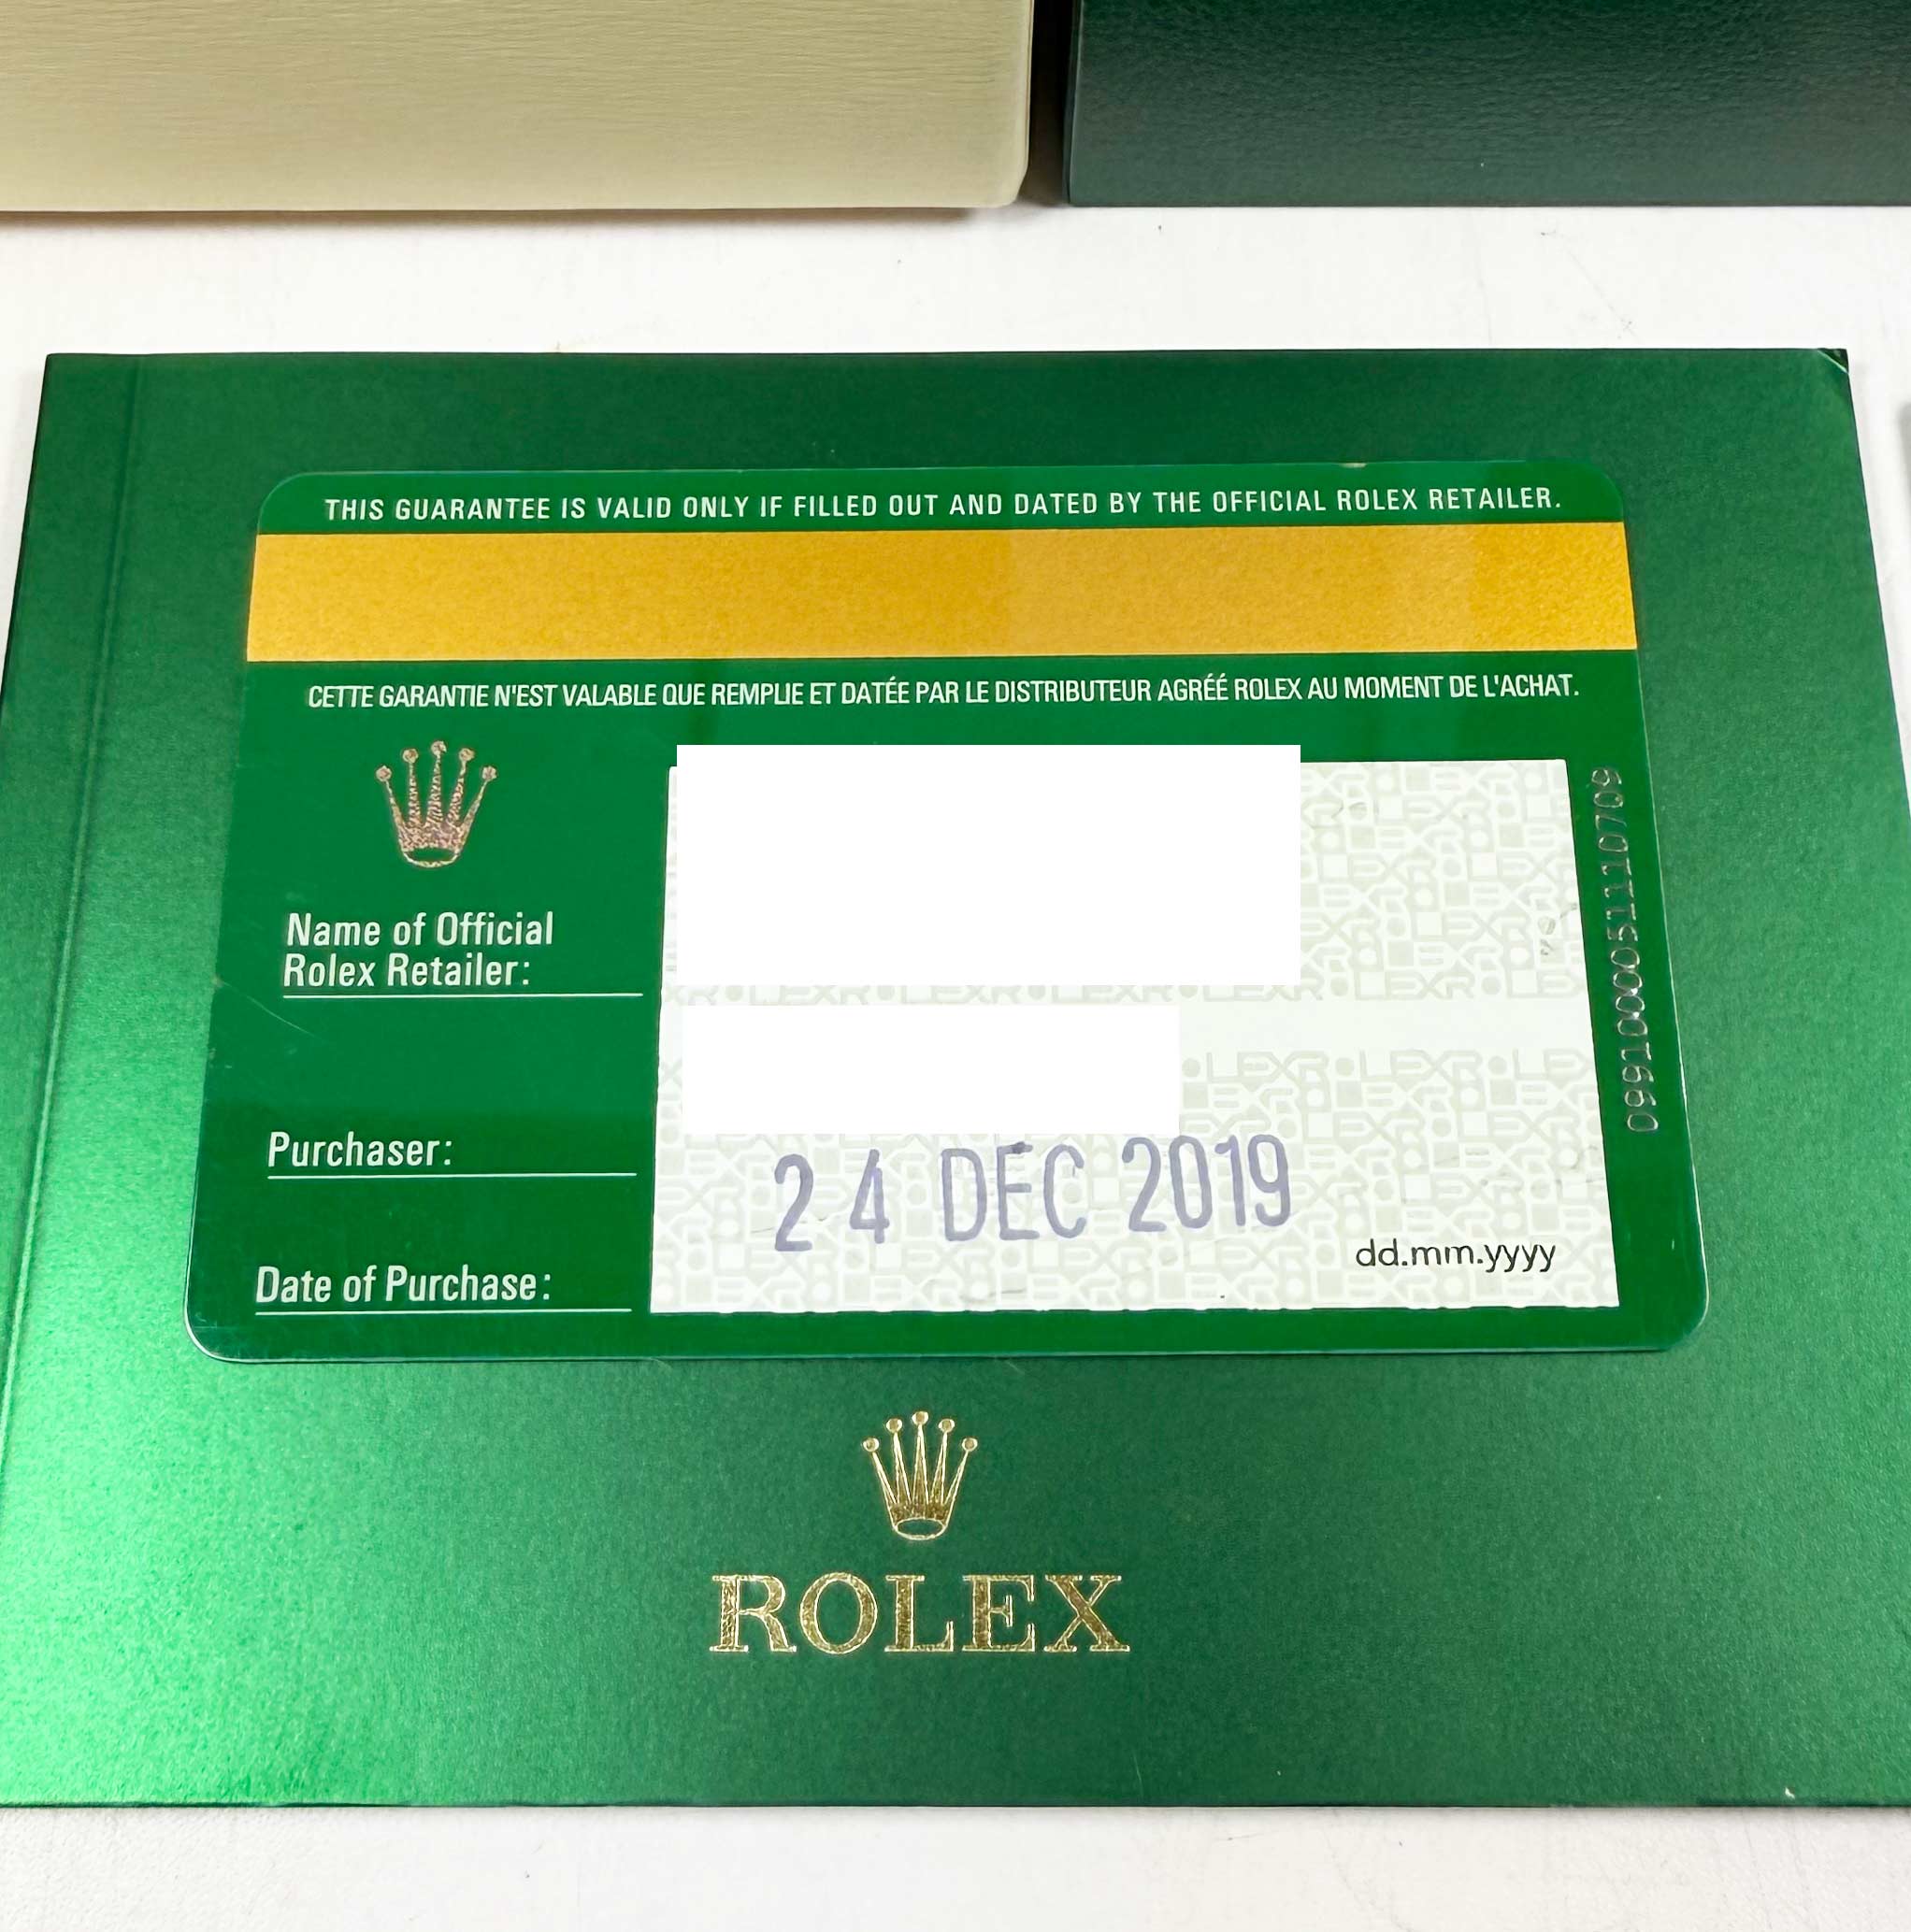 THIS GUARANTEE IS VALID ONLY IF FILLED OUT AND DATED BY THE OFFICIAL ROLEX RETAILER.
CETTE GARANTIE N'EST VALABLE QUE REMPLIE ET DATÉE PAR LE DISTRIBUTEUR AGRÉÉ ROLEX AU MOMENT DE L'ACHAT.
Name of Official
Rolex Retailer:
Purchaser:
24 DEC 2019
dd.mm.yyyy
Date of Purchase:
ROLEX